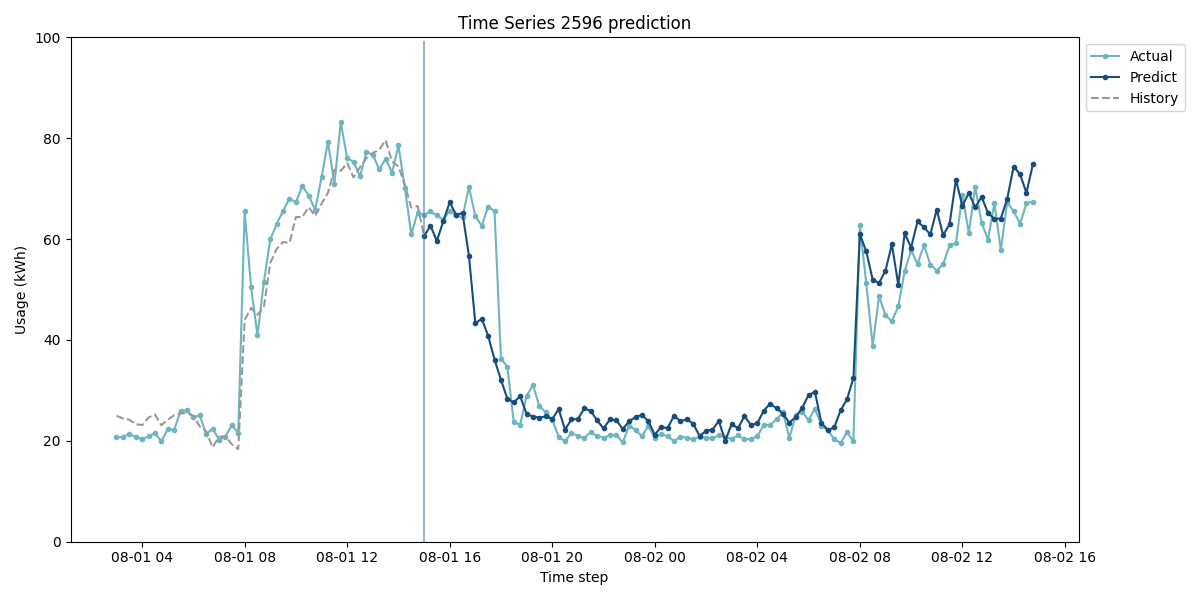 Time Series 2596 prediction
100
80
60
40
20
0
Usage (kWh)
08-01 04
08-01 08
08-01 12
08-01 16
08-01 20
08-02 00
08-02 04
08-02 08
08-02 12
08-02 16
Time step
Actual
Predict
History